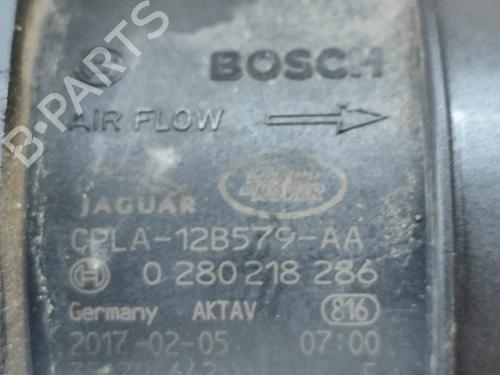 B-PARTS
BOSCH
AIR FLOW
LAND ROVER
JAGUAR
CPLA-12B579-AA
0 280 218 286
Germany AKTAV 816
2017-02-05 07:00